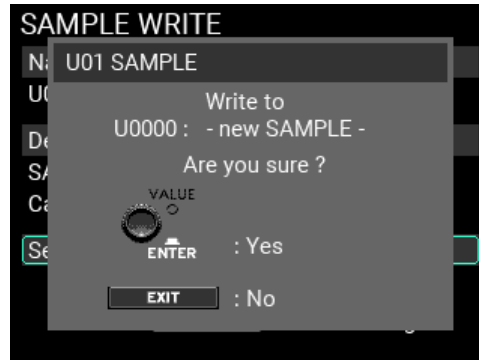 SAMPLE WRITE
U01 SAMPLE
Write to
U0000 : - new SAMPLE -
Are you sure ?
VALUE
ENTER : Yes
EXIT : No